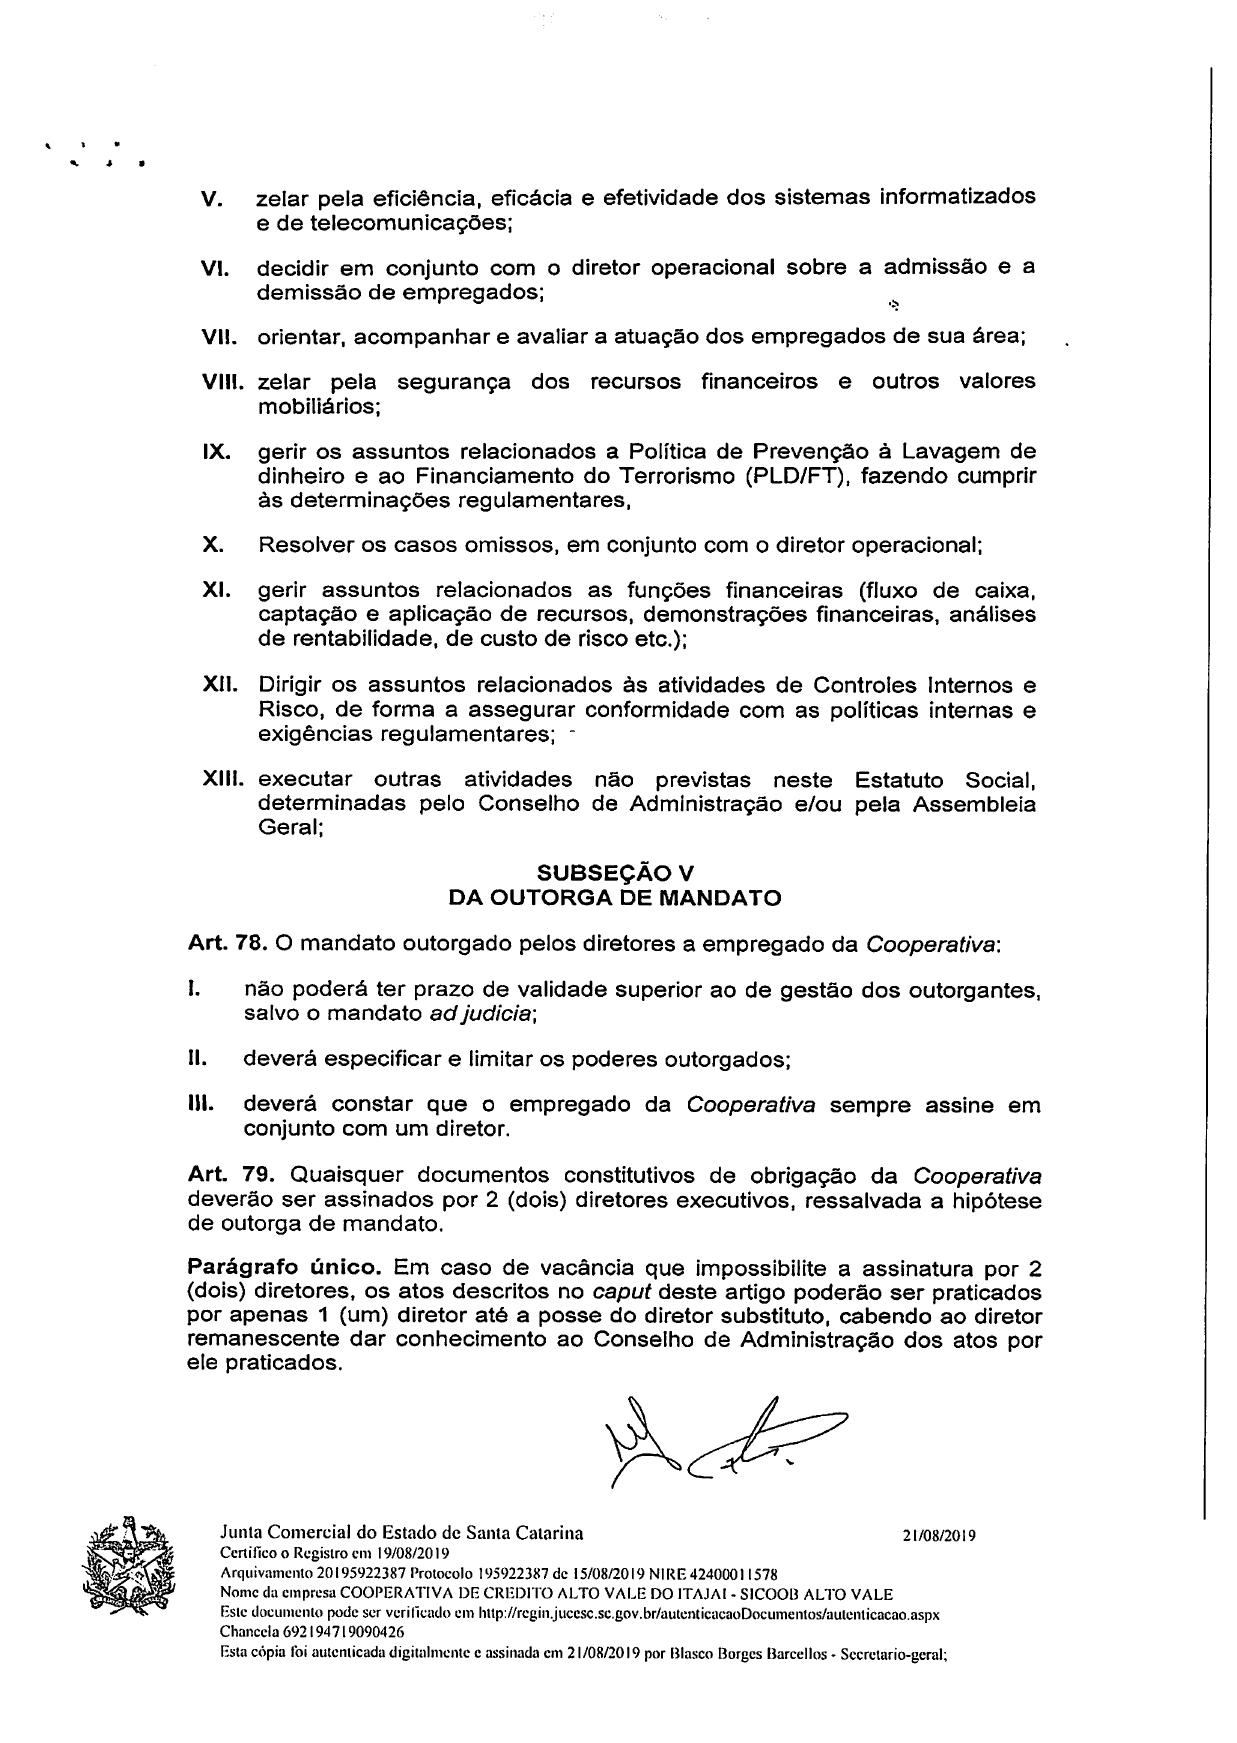 V. zelar pela eficiência, eficácia e efetividade dos sistemas informatizados
e de telecomunicações;
VI. decidir em conjunto com o diretor operacional sobre a admissão e a
demissão de empregados;
VII. orientar, acompanhar e avaliar a atuação dos empregados de sua área;
VIII. zelar pela segurança dos recursos financeiros e outros valores
mobiliários;
IX. gerir os assuntos relacionados a Política de Prevenção à Lavagem de
dinheiro e ao Financiamento do Terrorismo (PLD/FT), fazendo cumprir
às determinações regulamentares,
X. Resolver os casos omissos, em conjunto com o diretor operacional;
XI. gerir assuntos relacionados as funções financeiras (fluxo de caixa,
captação e aplicação de recursos, demonstrações financeiras, análises
de rentabilidade, de custo de risco etc.);
XII. Dirigir os assuntos relacionados às atividades de Controles Internos e
Risco, de forma a assegurar conformidade com as políticas internas e
exigências regulamentares;
XIII. executar outras atividades não previstas neste Estatuto Social,
determinadas pelo Conselho de Administração e/ou pela Assembleia
Geral;
SUBSEÇÃO V
DA OUTORGA DE MANDATO
Art. 78. O mandato outorgado pelos diretores a empregado da Cooperativa:
I. não poderá ter prazo de validade superior ao de gestão dos outorgantes,
salvo o mandato ad judicia;
II. deverá especificar e limitar os poderes outorgados;
III. deverá constar que o empregado da Cooperativa sempre assine em
conjunto com um diretor.
Art. 79. Quaisquer documentos constitutivos de obrigação da Cooperativa
deverão ser assinados por 2 (dois) diretores executivos, ressalvada a hipótese
de outorga de mandato.
Parágrafo único. Em caso de vacância que impossibilite a assinatura por 2
(dois) diretores, os atos descritos no caput deste artigo poderão ser praticados
por apenas 1 (um) diretor até a posse do diretor substituto, cabendo ao diretor
remanescente dar conhecimento ao Conselho de Administração dos atos por
ele praticados.
Junta Comercial do Estado de Santa Catarina 21/08/2019
Certifico o Registro em 19/08/2019
Arquivamento 20195922387 Protocolo 195922387 de 15/08/2019 NIRE 42400011578
Nome da empresa COOPERATIVA DE CREDITO ALTO VALE DO ITAJAI - SICOOB ALTO VALE
Este documento pode ser verificado em http://regin.jucesc.sc.gov.br/autenticacaoDocumentos/autenticacao.aspx
Chancela 692194719090426
Esta cópia foi autenticada digitalmente e assinada em 21/08/2019 por Blasco Borges Barcellos - Secretario-geral;